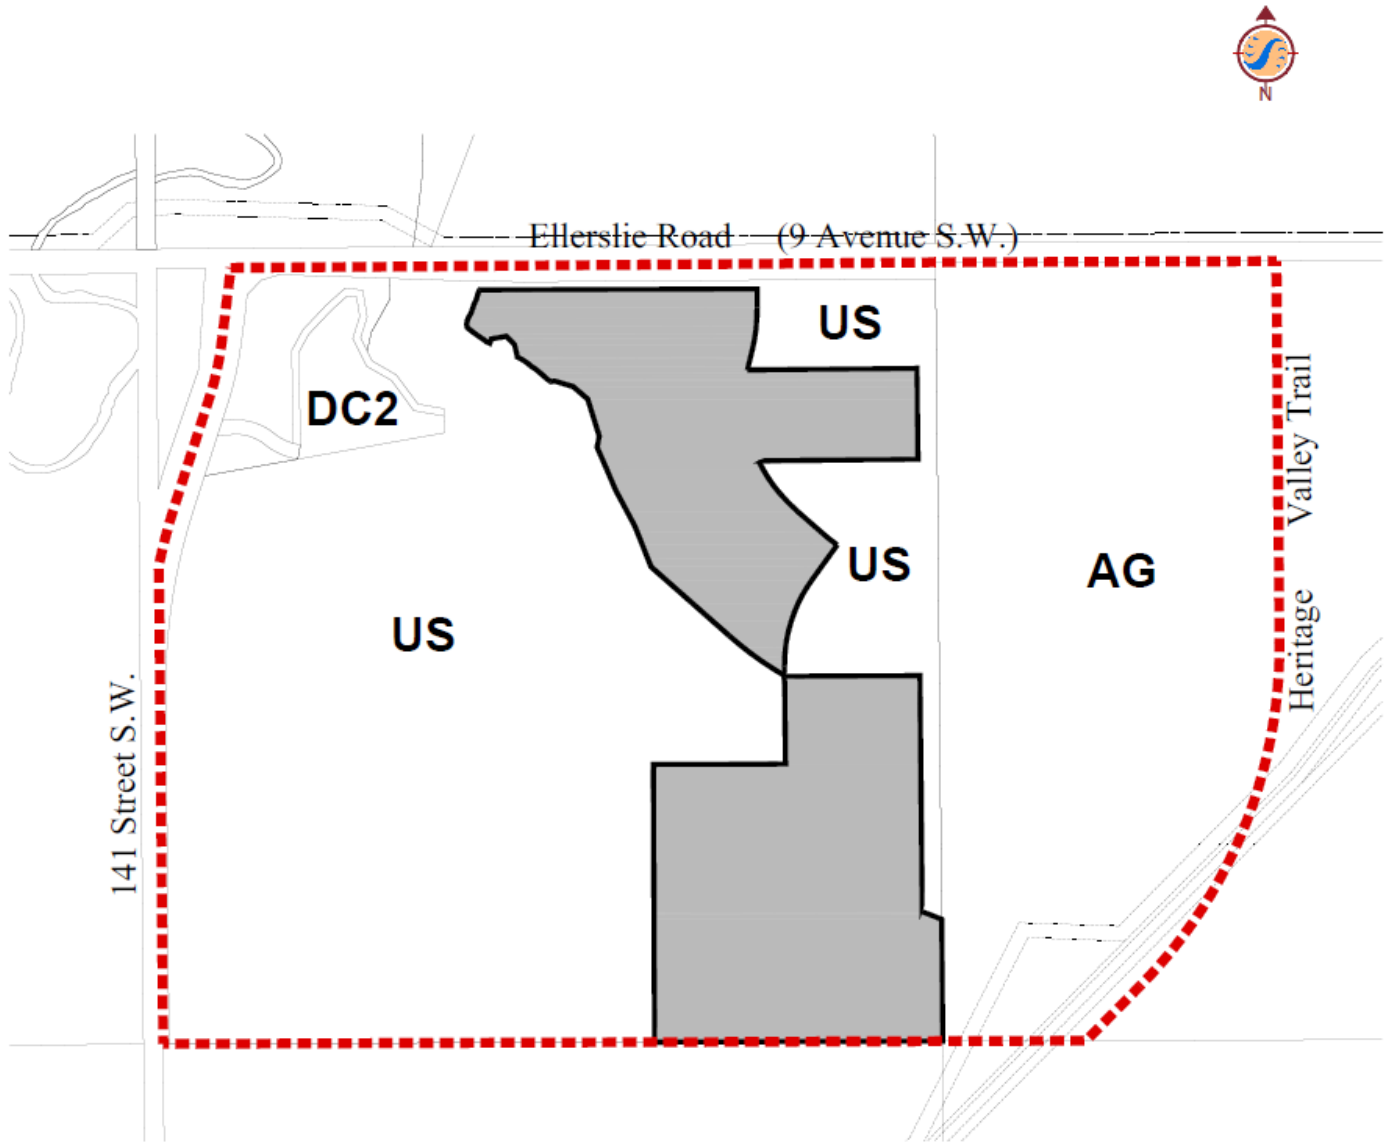 N
Ellerslie Road (9 Avenue S.W.)
US
DC2
Valley Trail
US
AG
US
Heritage
141 Street S.W.